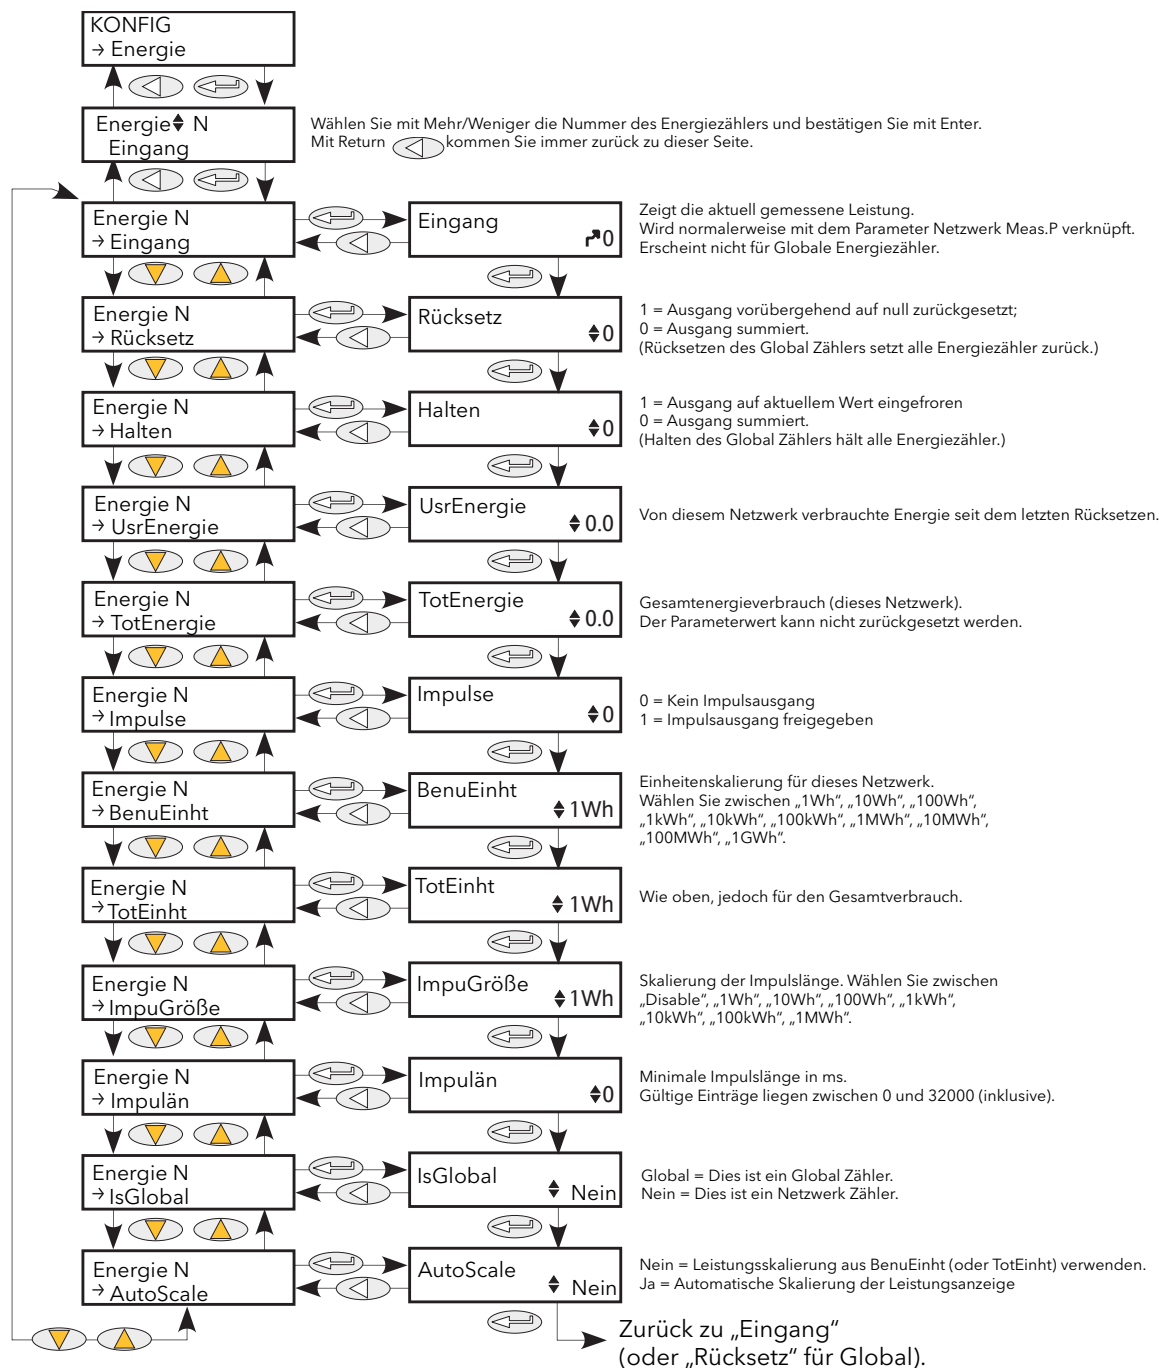 KONFIG
→ Energie
Energie N
Eingang
Wählen Sie mit Mehr/Weniger die Nummer des Energiezählers und bestätigen Sie mit Enter.
Mit Return kommen Sie immer zurück zu dieser Seite.
Energie N
→ Eingang
Eingang
0
Zeigt die aktuell gemessene Leistung.
Wird normalerweise mit dem Parameter Netzwerk Meas.P verknüpft.
Erscheint nicht für Globale Energiezähler.
Energie N
→ Rücksetz
Rücksetz
0
1 = Ausgang vorübergehend auf null zurückgesetzt;
0 = Ausgang summiert.
(Rücksetzen des Global Zählers setzt alle Energiezähler zurück.)
Energie N
→ Halten
Halten
0
1 = Ausgang auf aktuellem Wert eingefroren
0 = Ausgang summiert.
(Halten des Global Zählers hält alle Energiezähler.)
Energie N
→ UsrEnergie
UsrEnergie
0.0
Von diesem Netzwerk verbrauchte Energie seit dem letzten Rücksetzen.
Energie N
→ TotEnergie
TotEnergie
0.0
Gesamtenergieverbrauch (dieses Netzwerk).
Der Parameterwert kann nicht zurückgesetzt werden.
Energie N
→ Impulse
Impulse
0
0 = Kein Impulsausgang
1 = Impulsausgang freigegeben
Energie N
→ BenuEinht
BenuEinht
1Wh
Einheitenskalierung für dieses Netzwerk.
Wählen Sie zwischen „1Wh“, „10Wh“, „100Wh“,
„1kWh“, „10kWh“, „100kWh“, „1MWh“, „10MWh“,
„100MWh“, „1GWh“.
Energie N
→ TotEinht
TotEinht
1Wh
Wie oben, jedoch für den Gesamtverbrauch.
Energie N
→ ImpuGröße
ImpuGröße
1Wh
Skalierung der Impulslänge. Wählen Sie zwischen
„Disable“, „1Wh“, „10Wh“, „100Wh“, „1kWh“,
„10kWh“, „100kWh“, „1MWh“.
Energie N
→ Impulän
Impulän
0
Minimale Impulslänge in ms.
Gültige Einträge liegen zwischen 0 und 32000 (inklusive).
Energie N
→ IsGlobal
IsGlobal
Nein
Global = Dies ist ein Global Zähler.
Nein = Dies ist ein Netzwerk Zähler.
Energie N
→ AutoScale
AutoScale
Nein
Nein = Leistungsskalierung aus BenuEinht (oder TotEinht) verwenden.
Ja = Automatische Skalierung der Leistungsanzeige
Zurück zu „Eingang“
(oder „Rücksetz“ für Global).